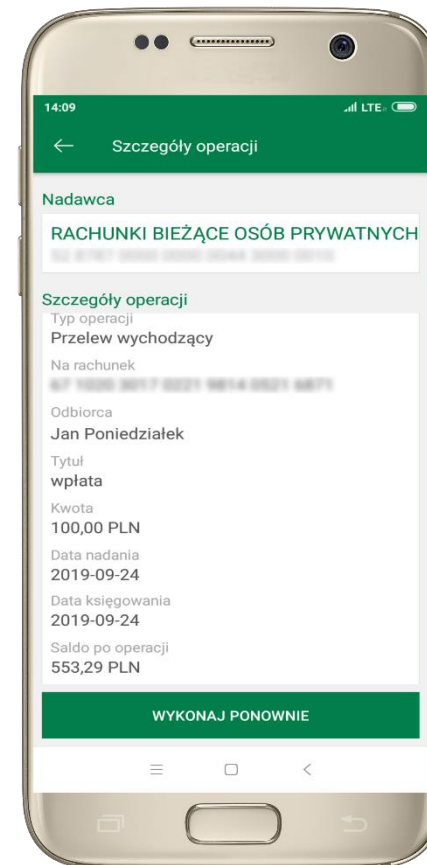 14:09
LTE
Szczegóły operacji
Nadawca
RACHUNKI BIEŻĄCE OSÓB PRYWATNYCH
Szczegóły operacji
Typ operacji
Przelew wychodzący
Na rachunek
Odbiorca
Jan Poniedziałek
Tytuł
wpłata
Kwota
100,00 PLN
Data nadania
2019-09-24
Data księgowania
2019-09-24
Saldo po operacji
553,29 PLN
WYKONAJ PONOWNIE